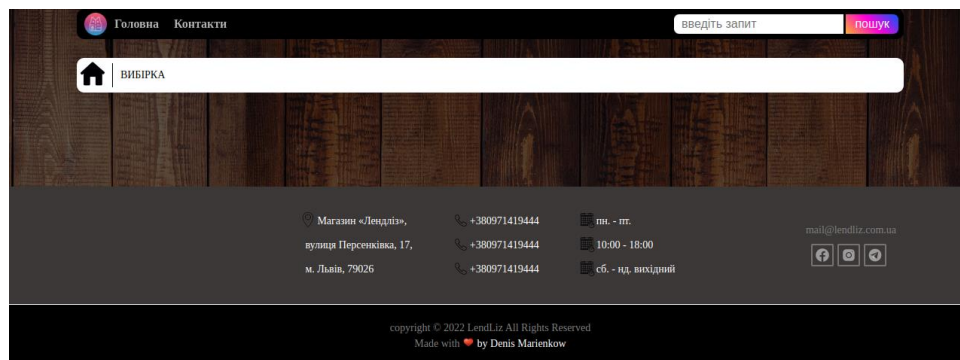 Головна Контакти введіть запит пошук
ВИБІРКА
Магазин «Лендліз», +380971419444 пн. - пт.
mail@lendliz.com.ua
вулиця Персенківка, 17, +380971419444 10:00 - 18:00
м. Львів, 79026 +380971419444 сб. - нд. вихідний
copyright © 2022 LendLiz All Rights Reserved
Made with ❤ by Denis Marienkow